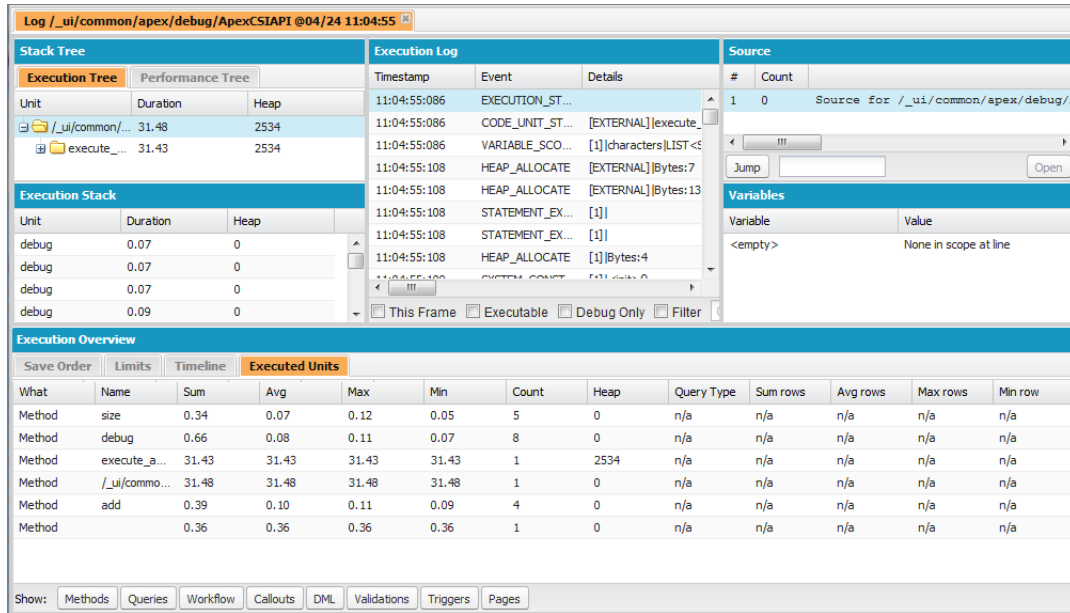 Log /_ui/common/apex/debug/ApexCSIAPI @04/24 11:04:55
Stack Tree
Execution Tree Performance Tree
Unit Duration Heap
/_ui/common/... 31.48 2534
execute_... 31.43 2534
Execution Stack
Unit Duration Heap
debug 0.07 0
debug 0.07 0
debug 0.07 0
debug 0.09 0
Execution Log
Timestamp Event Details
11:04:55:086 EXECUTION_ST...
11:04:55:086 CODE_UNIT_ST... [EXTERNAL]|execute_
11:04:55:086 VARIABLE_SCO... [1]|characters|LIST<S
11:04:55:108 HEAP_ALLOCATE [EXTERNAL]|Bytes:7
11:04:55:108 HEAP_ALLOCATE [EXTERNAL]|Bytes:13
11:04:55:108 STATEMENT_EX... [1]|
11:04:55:108 STATEMENT_EX... [1]|
11:04:55:108 HEAP_ALLOCATE [1]|Bytes:4
This Frame Executable Debug Only Filter
Source
# Count
1 0 Source for /_ui/common/apex/debug/
Jump Open
Variables
Variable Value
<empty> None in scope at line
Execution Overview
Save Order Limits Timeline Executed Units
What Name Sum Avg Max Min Count Heap Query Type Sum rows Avg rows Max rows Min row
Method size 0.34 0.07 0.12 0.05 5 0 n/a n/a n/a n/a n/a
Method debug 0.66 0.08 0.11 0.07 8 0 n/a n/a n/a n/a n/a
Method execute_a... 31.43 31.43 31.43 31.43 1 2534 n/a n/a n/a n/a n/a
Method /_ui/commo... 31.48 31.48 31.48 31.48 1 0 n/a n/a n/a n/a n/a
Method add 0.39 0.10 0.11 0.09 4 0 n/a n/a n/a n/a n/a
Method 0.36 0.36 0.36 0.36 1 0 n/a n/a n/a n/a n/a
Show: Methods Queries Workflow Callouts DML Validations Triggers Pages